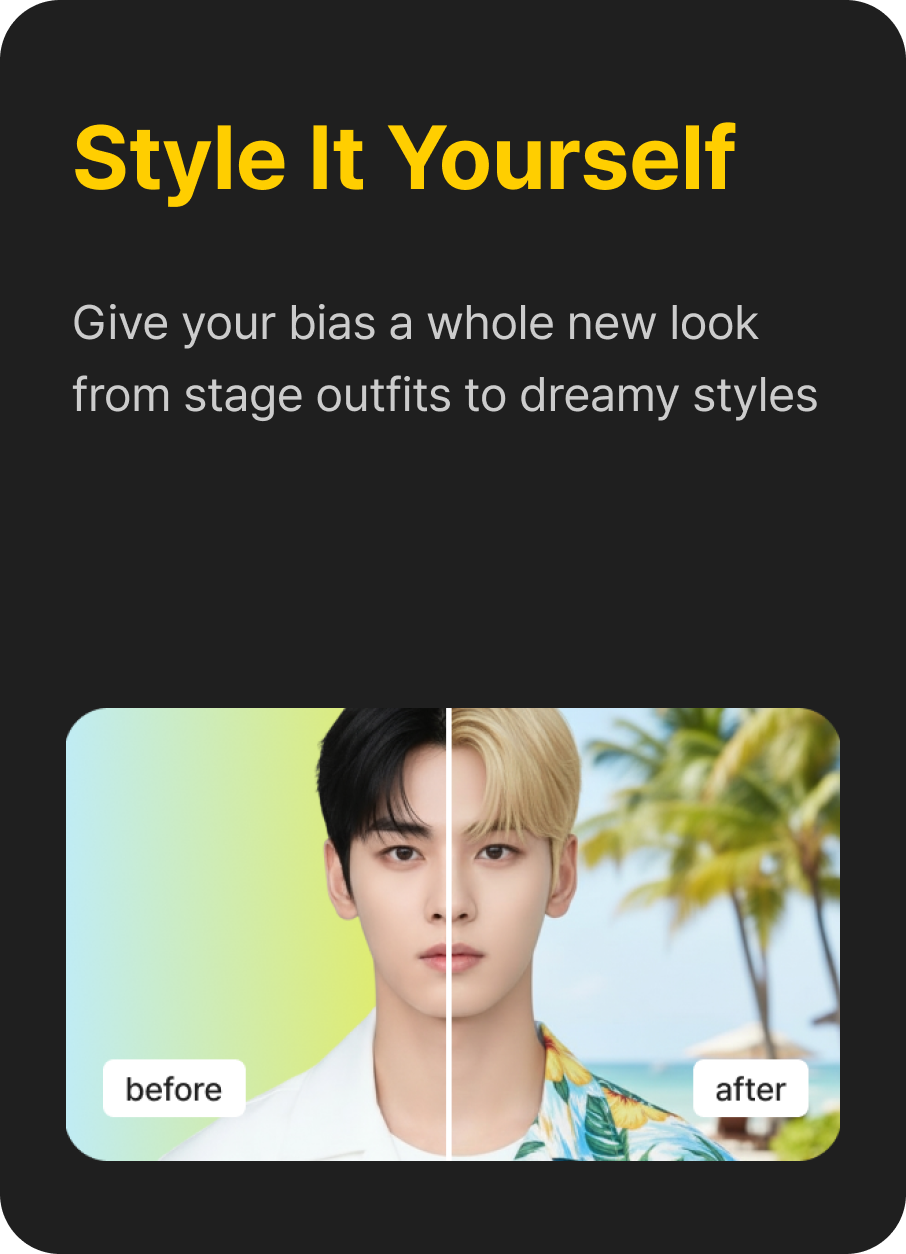 Style It Yourself
Give your bias a whole new look
from stage outfits to dreamy styles
before
after